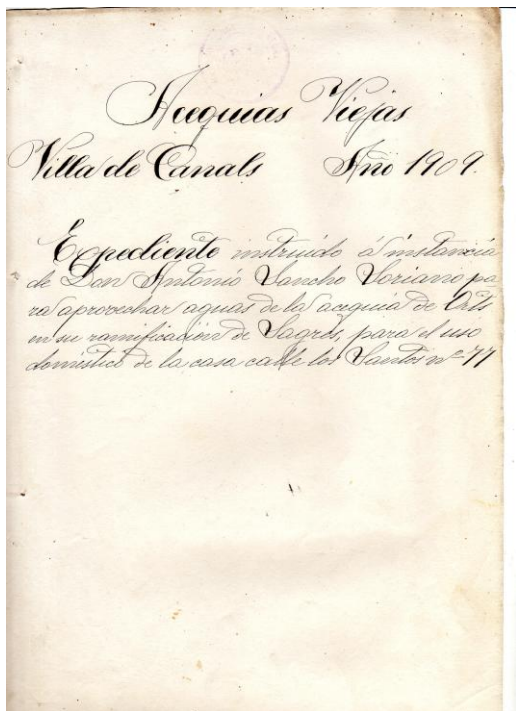 Acequias Viejas
Villa de Canals Año 1909.
Expediente instruido á instancia
de Don Antonio Sancho Soriano pa
ra aprovechar aguas de la acequia de Ols
en su ramificación de Sagres, para el uso
doméstico de la casa calle los Santos nº 77